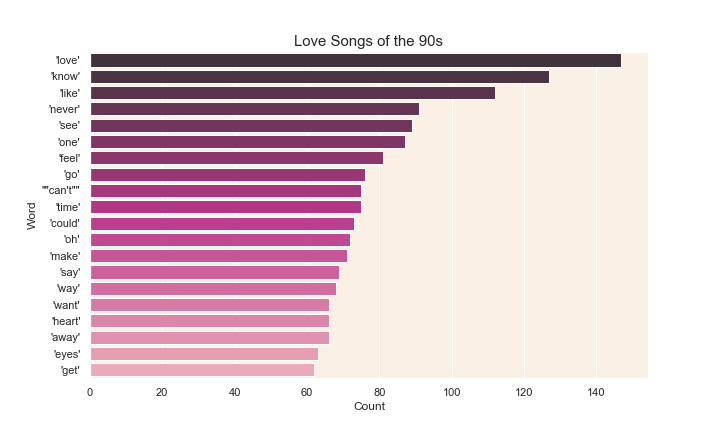 Love Songs of the 90s
'love'
'know'
'like'
'never'
'see'
'one'
'feel'
'go'
""can't""
'time'
'could'
'oh'
'make'
'say'
'way'
'want'
'heart'
'away'
'eyes'
'get'
Word
0 20 40 60 80 100 120 140
Count